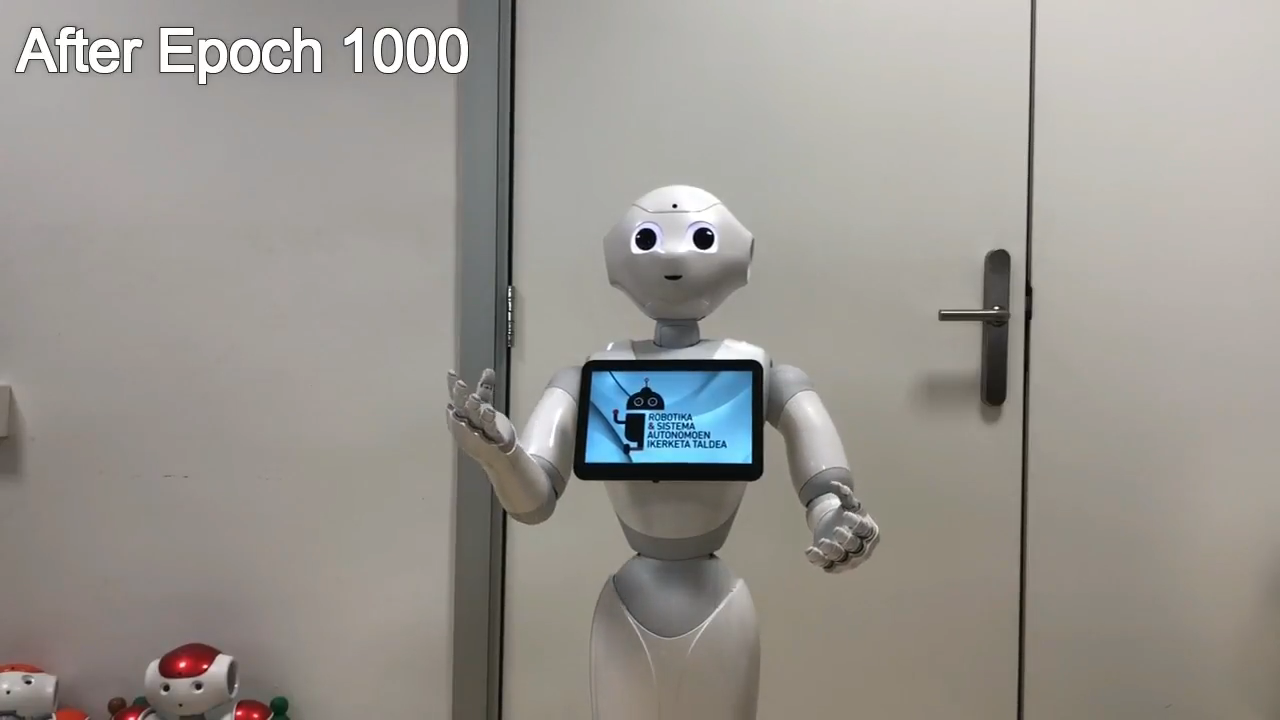 After Epoch 1000
ROBOTIKA
& SISTEMA
AUTONOMOEN
IKERKETA TALDEA